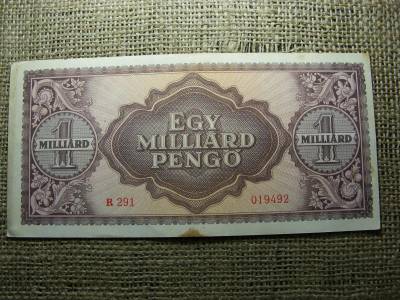 EGY
MILLIÁRD
PENGŐ
1
MILLIÁRD
1
MILLIÁRD
R 291
019492